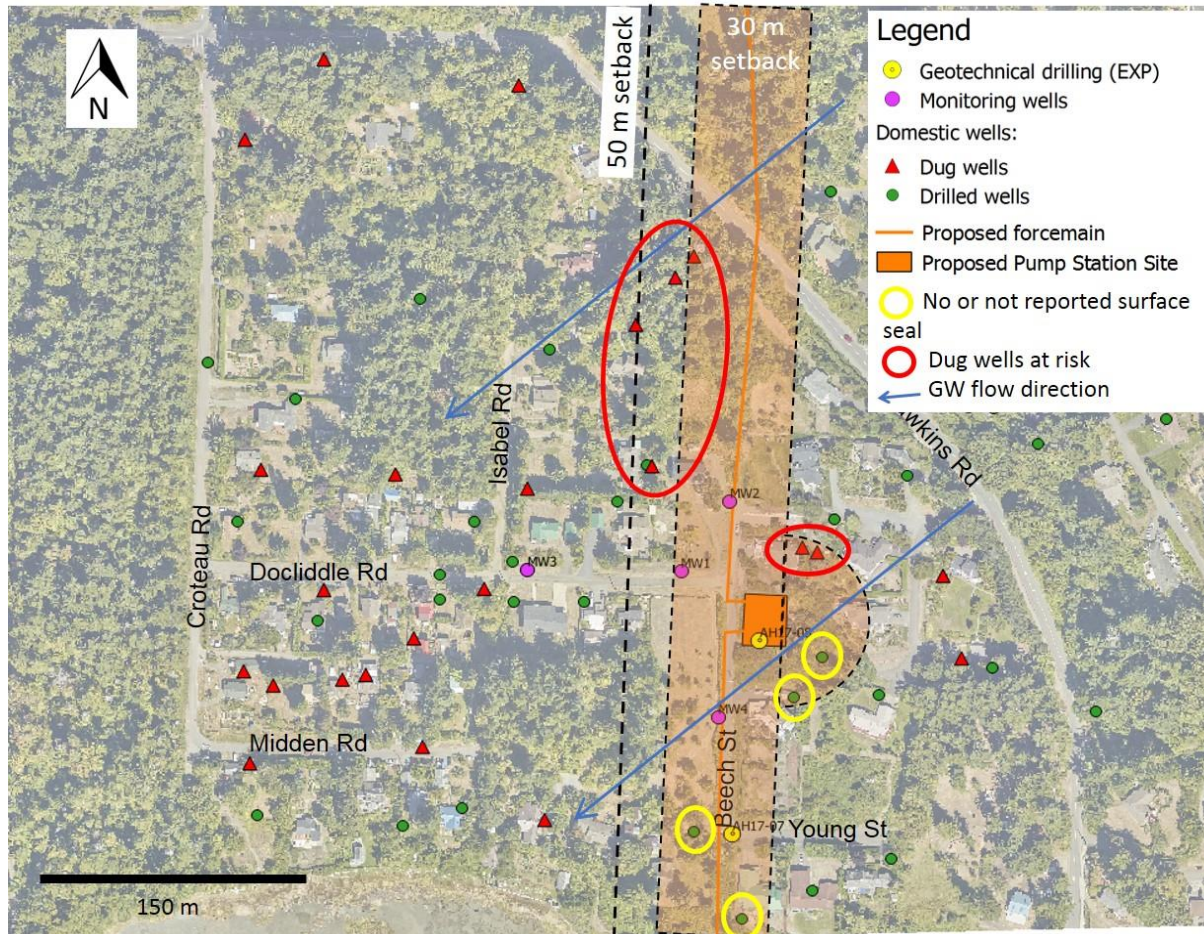 N
50 m setback
30 m
setback
Legend
Geotechnical drilling (EXP)
Monitoring wells
Domestic wells:
Dug wells
Drilled wells
Proposed forcemain
Proposed Pump Station Site
No or not reported surface
seal
Dug wells at risk
GW flow direction
Isabel Rd
wkins Rd
Croteau Rd
MW2
MW3
MW1
Docliddle Rd
AH17-08
MW4
Midden Rd
Beech St
AH17-07
Young St
150 m